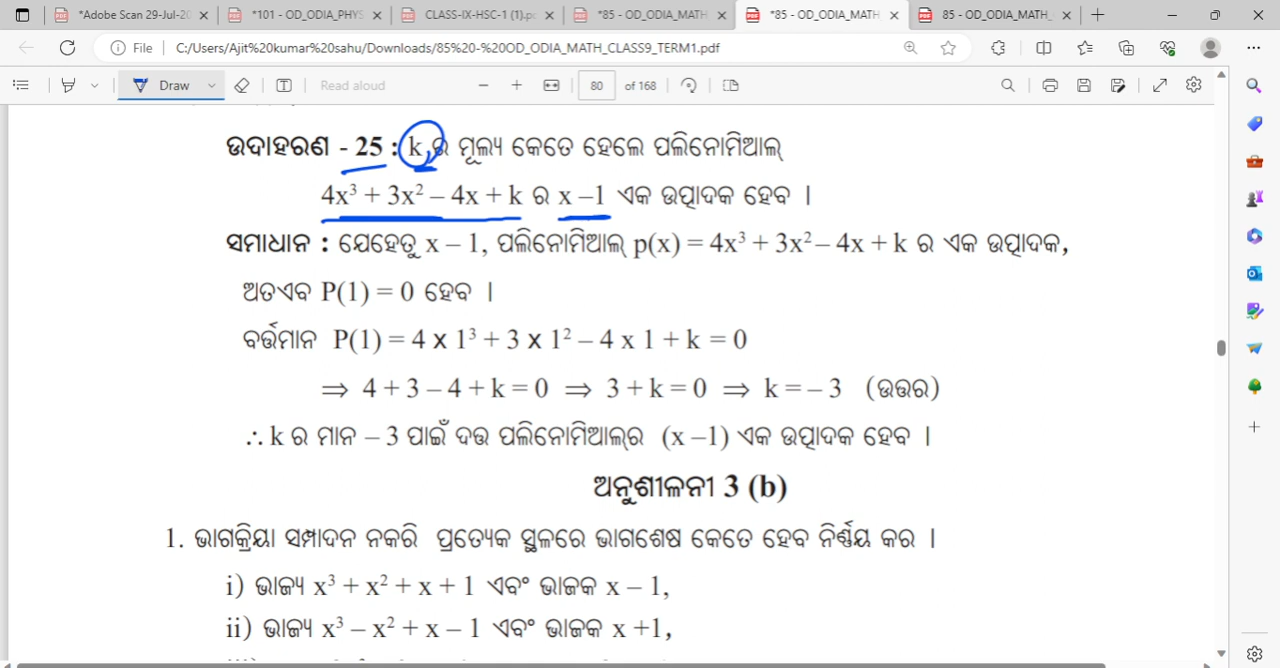 *Adobe Scan 29-Jul-20
*101 - OD_ODIA_PHYS
CLASS-IX-HSC-1 (1).p
*85 - OD_ODIA_MATH
*85 - OD_ODIA_MATH
85 - OD_ODIA_MATH_
File C:/Users/Ajit%20kumar%20sahu/Downloads/85%20-%20OD_ODIA_MATH_CLASS9_TERM1.pdf
Draw
Read aloud
80 of 168
ଉଦାହରଣ - 25 : k ର ମୂଲ୍ୟ କେତେ ହେଲେ ପଲିନୋମିଆଲ୍
4x³ + 3x² – 4x + k ର x –1 ଏକ ଉତ୍ପାଦକ ହେବ ।
ସମାଧାନ : ଯେହେତୁ x – 1, ପଲିନୋମିଆଲ୍ p(x) = 4x³ + 3x² – 4x + k ର ଏକ ଉତ୍ପାଦକ,
ଅତଏବ P(1) = 0 ହେବ ।
ବର୍ତ୍ତମାନ P(1) = 4 x 1³ + 3 x 1² – 4 x 1 + k = 0
⇒ 4 + 3 – 4 + k = 0 ⇒ 3 + k = 0 ⇒ k = – 3 (ଉତ୍ତର)
∴ k ର ମାନ – 3 ପାଇଁ ଦତ୍ତ ପଲିନୋମିଆଲ୍‌ର (x –1) ଏକ ଉତ୍ପାଦକ ହେବ ।
ଅନୁଶୀଳନୀ 3 (b)
1. ଭାଗକ୍ରିୟା ସମ୍ପାଦନ ନକରି ପ୍ରତ୍ୟେକ ସ୍ଥଳରେ ଭାଗଶେଷ କେତେ ହେବ ନିର୍ଣ୍ଣୟ କର ।
i) ଭାଜ୍ୟ x³ + x² + x + 1 ଏବଂ ଭାଜକ x – 1,
ii) ଭାଜ୍ୟ x³ – x² + x – 1 ଏବଂ ଭାଜକ x +1,